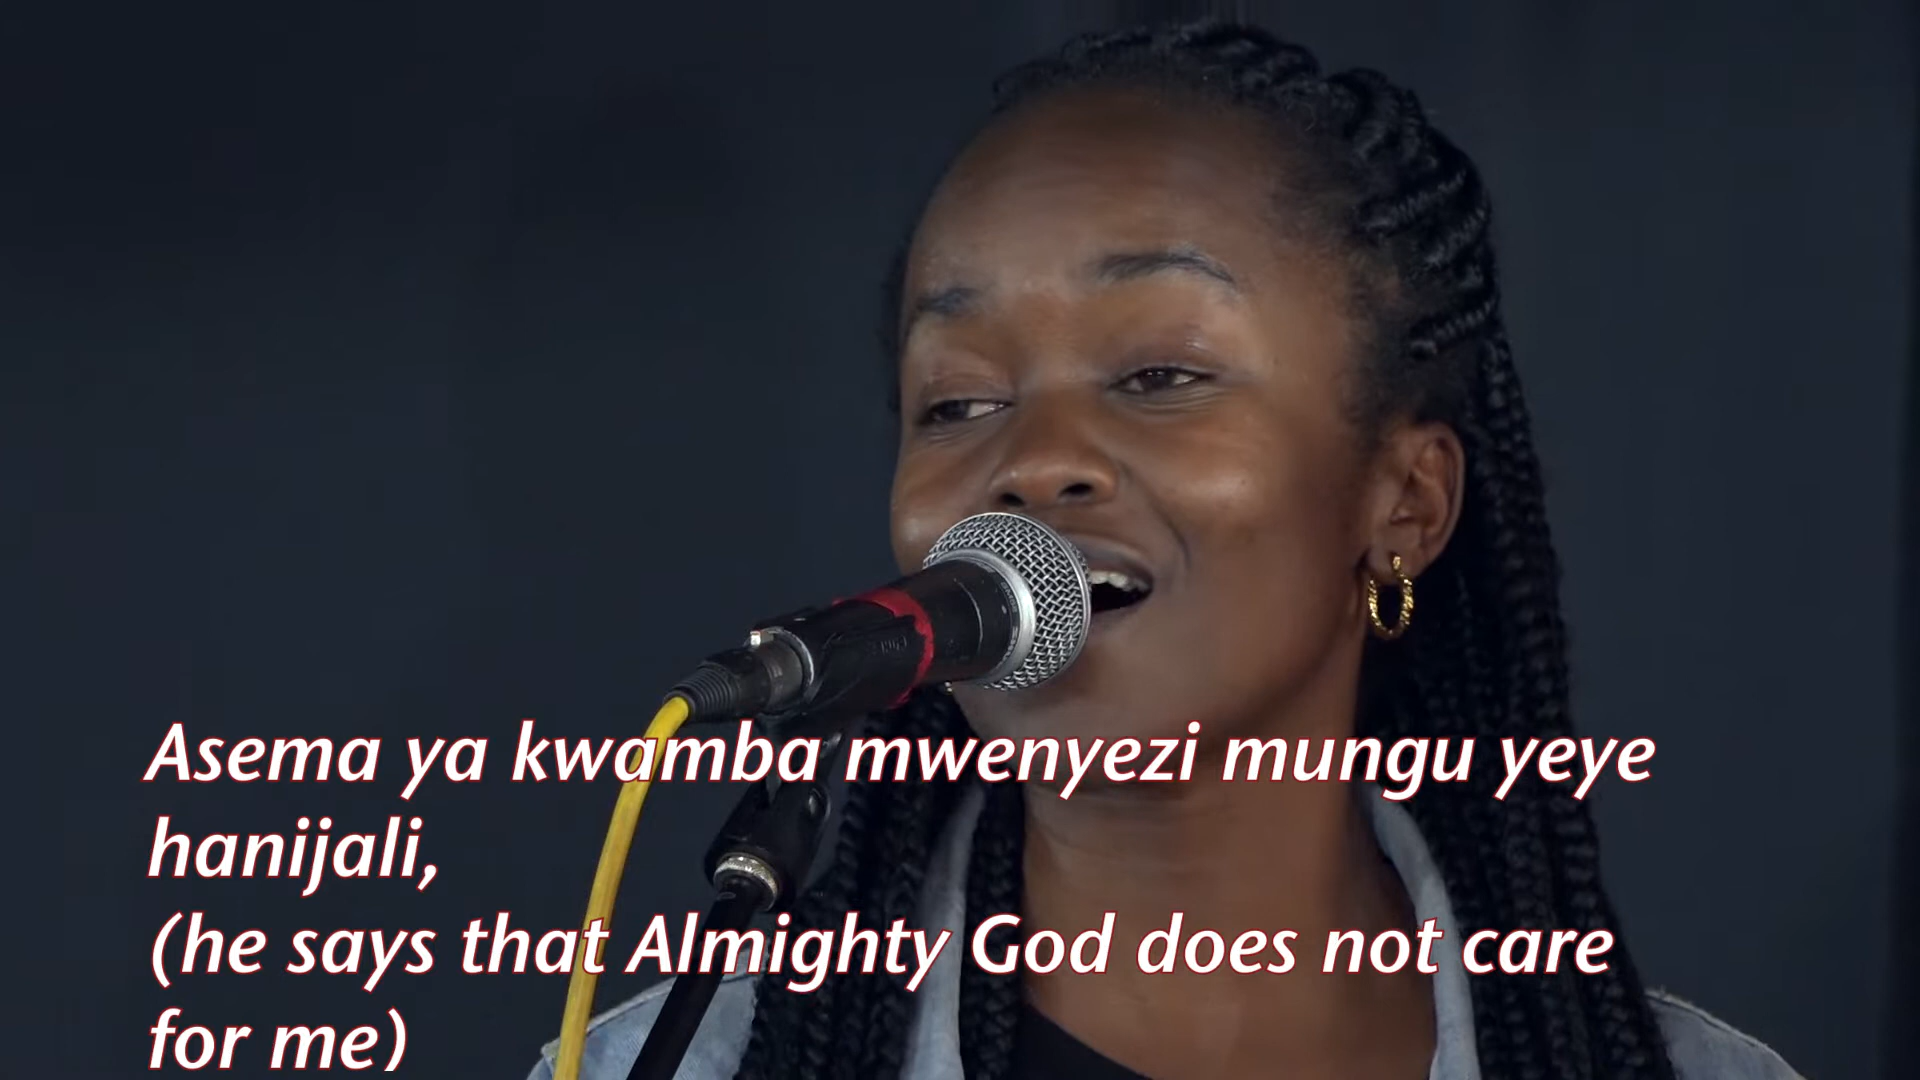 Asema ya kwamba mwenyezi mungu yeye
hanijali,
(he says that Almighty God does not care
for me)